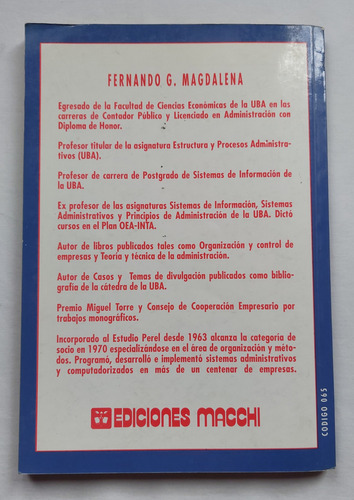 FERNANDO G. MAGDALENA
Egresado de la Facultad de Ciencias Económicas de la UBA en las
carreras de Contador Público y Licenciado en Administración con
Diploma de Honor.
Profesor titular de la asignatura Estructura y Procesos Administra-
tivos (UBA).
Profesor de carrera de Postgrado de Sistemas de Información de
la UBA.
Ex profesor de las asignaturas Sistemas de Información, Sistemas
Administrativos y Principios de Administración de la UBA. Dictó
cursos en el Plan OEA-INTA.
Autor de libros publicados tales como Organización y control de
empresas y Teoría y técnica de la administración.
Autor de Casos y Temas de divulgación publicados como biblio-
grafía de la cátedra de la UBA.
Premio Miguel Torre y Consejo de Cooperación Empresario por
trabajos monográficos.
Incorporado al Estudio Perel desde 1963 alcanza la categoría de
socio en 1970 especializándose en el área de organización y méto-
dos. Programó, desarrolló e implementó sistemas administrativos
y computadorizados en más de un centenar de empresas.
EDICIONES MACCHI
CODIGO 065